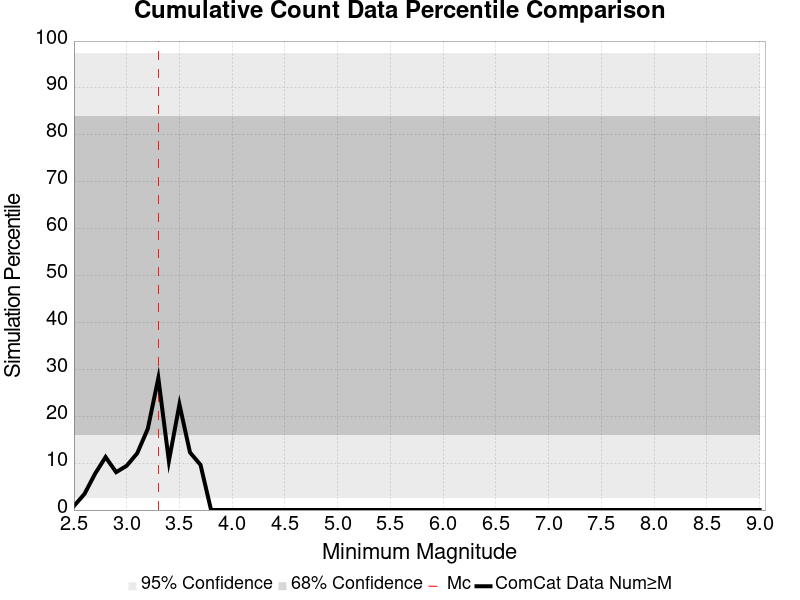 Cumulative Count Data Percentile Comparison
100
90
80
70
60
50
40
30
20
10
0
Simulation Percentile
2.5 3.0 3.5 4.0 4.5 5.0 5.5 6.0 6.5 7.0 7.5 8.0 8.5 9.0
Minimum Magnitude
95% Confidence 68% Confidence Mc ComCat Data Num≥M